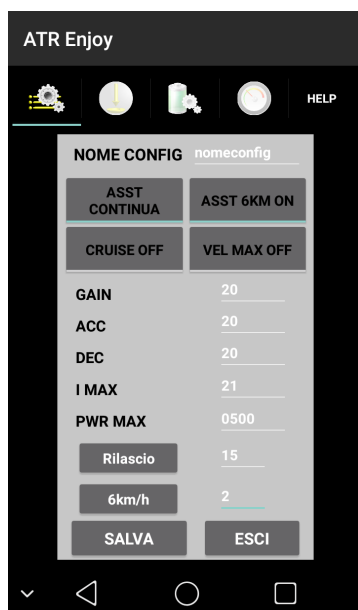 ATR Enjoy
HELP
NOME CONFIG nomeconfig
ASST CONTINUA
ASST 6KM ON
CRUISE OFF
VEL MAX OFF
GAIN 20
ACC 20
DEC 20
I MAX 21
PWR MAX 0500
Rilascio 15
6km/h 2
SALVA ESCI